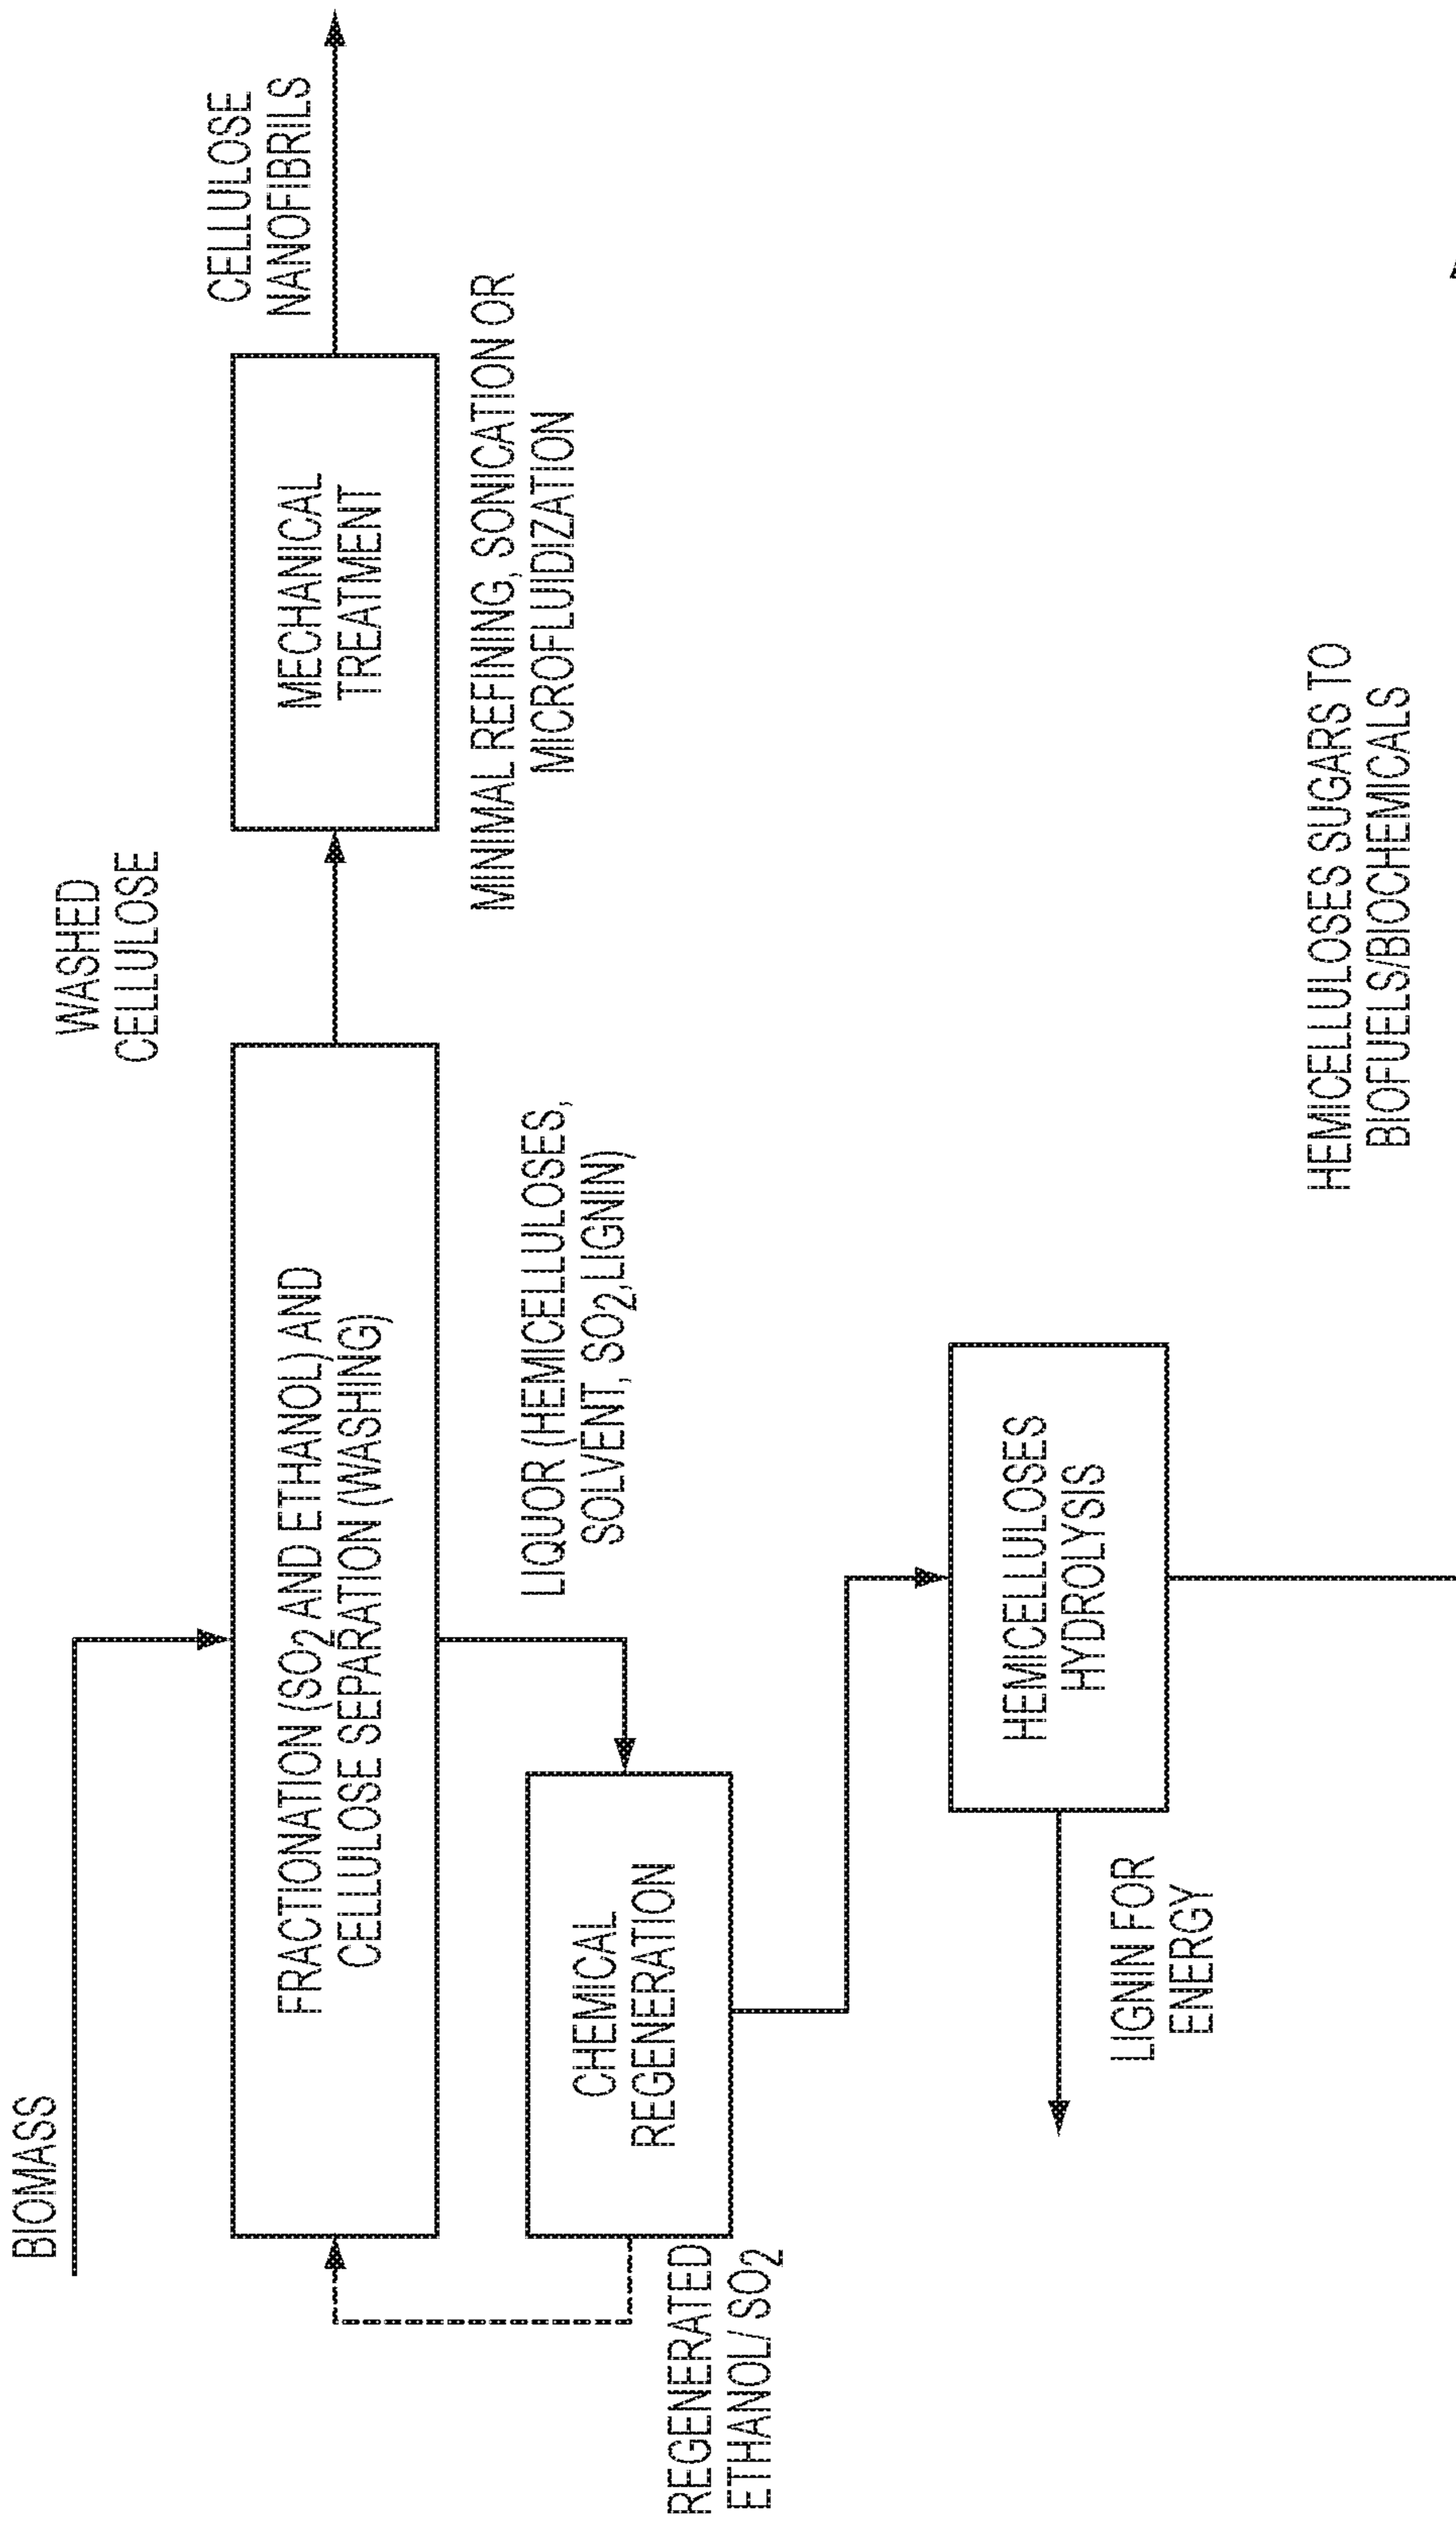 BIOMASS
FRACTIONATION (SO2 AND ETHANOL) AND
CELLULOSE SEPARATION (WASHING)
WASHED
CELLULOSE
MECHANICAL
TREATMENT
CELLULOSE
NANOFIBRILS
MINIMAL REFINING, SONICATION OR
MICROFLUIDIZATION
LIQUOR (HEMICELLULOSES,
SOLVENT, SO2, LIGNIN)
CHEMICAL
REGENERATION
REGENERATED
ETHANOL/ SO2
HEMICELLULOSES
HYDROLYSIS
LIGNIN FOR
ENERGY
HEMICELLULOSES SUGARS TO
BIOFUELS/BIOCHEMICALS